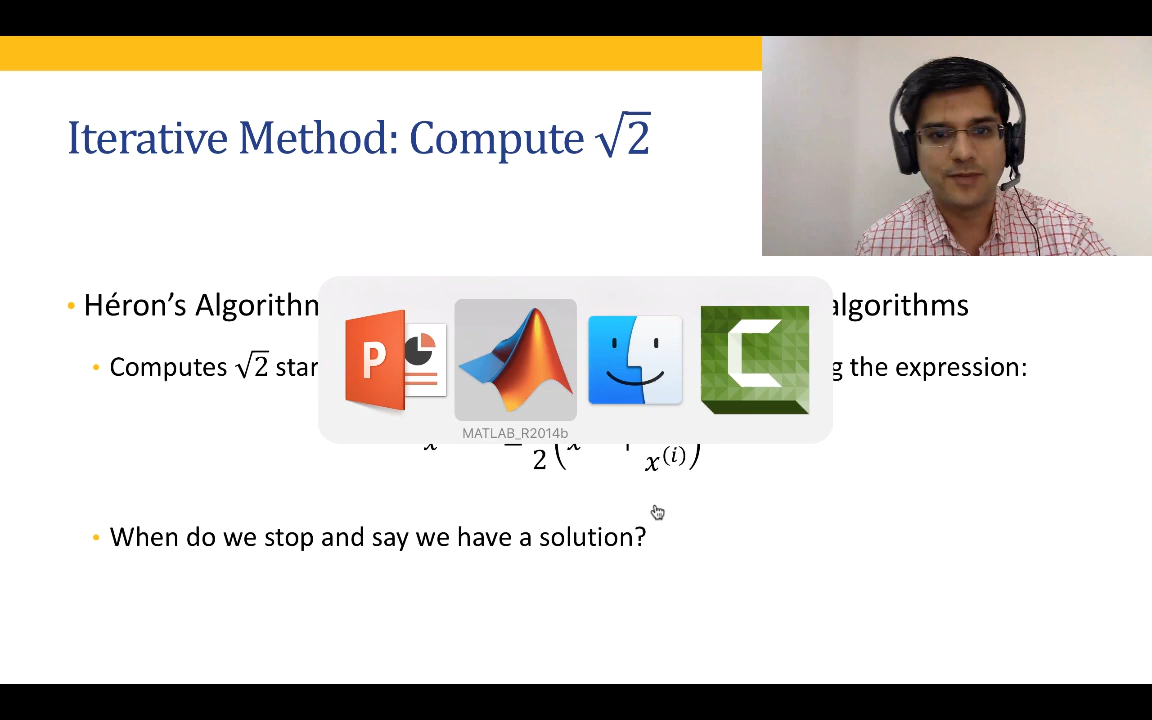 Iterative Method: Compute √2
• Héron’s Algorithm algorithms
• Computes √2 star g the expression:
P
MATLAB_R2014b
2 x⁽ⁱ⁾
• When do we stop and say we have a solution?